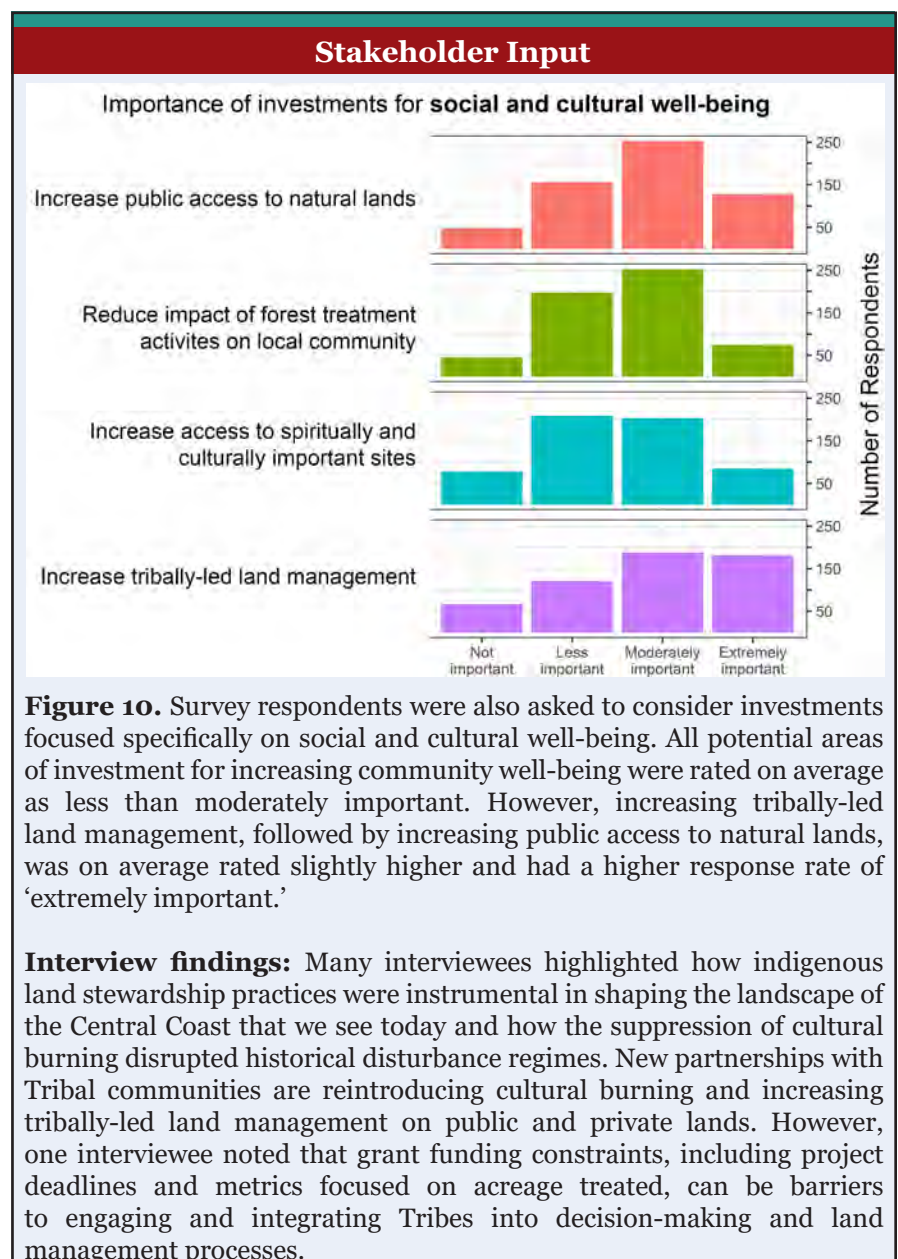 Stakeholder Input
Importance of investments for social and cultural well-being
Increase public access to natural lands
250
150
50
Reduce impact of forest treatment
activites on local community
250
150
50
Increase access to spiritually and
culturally important sites
250
150
50
Increase tribally-led land management
250
150
50
Number of Respondents
Not
important
Less
important
Moderately
important
Extremely
important
Figure 10. Survey respondents were also asked to consider investments
focused specifically on social and cultural well-being. All potential areas
of investment for increasing community well-being were rated on average
as less than moderately important. However, increasing tribally-led
land management, followed by increasing public access to natural lands,
was on average rated slightly higher and had a higher response rate of
‘extremely important.’
Interview findings: Many interviewees highlighted how indigenous
land stewardship practices were instrumental in shaping the landscape of
the Central Coast that we see today and how the suppression of cultural
burning disrupted historical disturbance regimes. New partnerships with
Tribal communities are reintroducing cultural burning and increasing
tribally-led land management on public and private lands. However,
one interviewee noted that grant funding constraints, including project
deadlines and metrics focused on acreage treated, can be barriers
to engaging and integrating Tribes into decision-making and land
management processes.